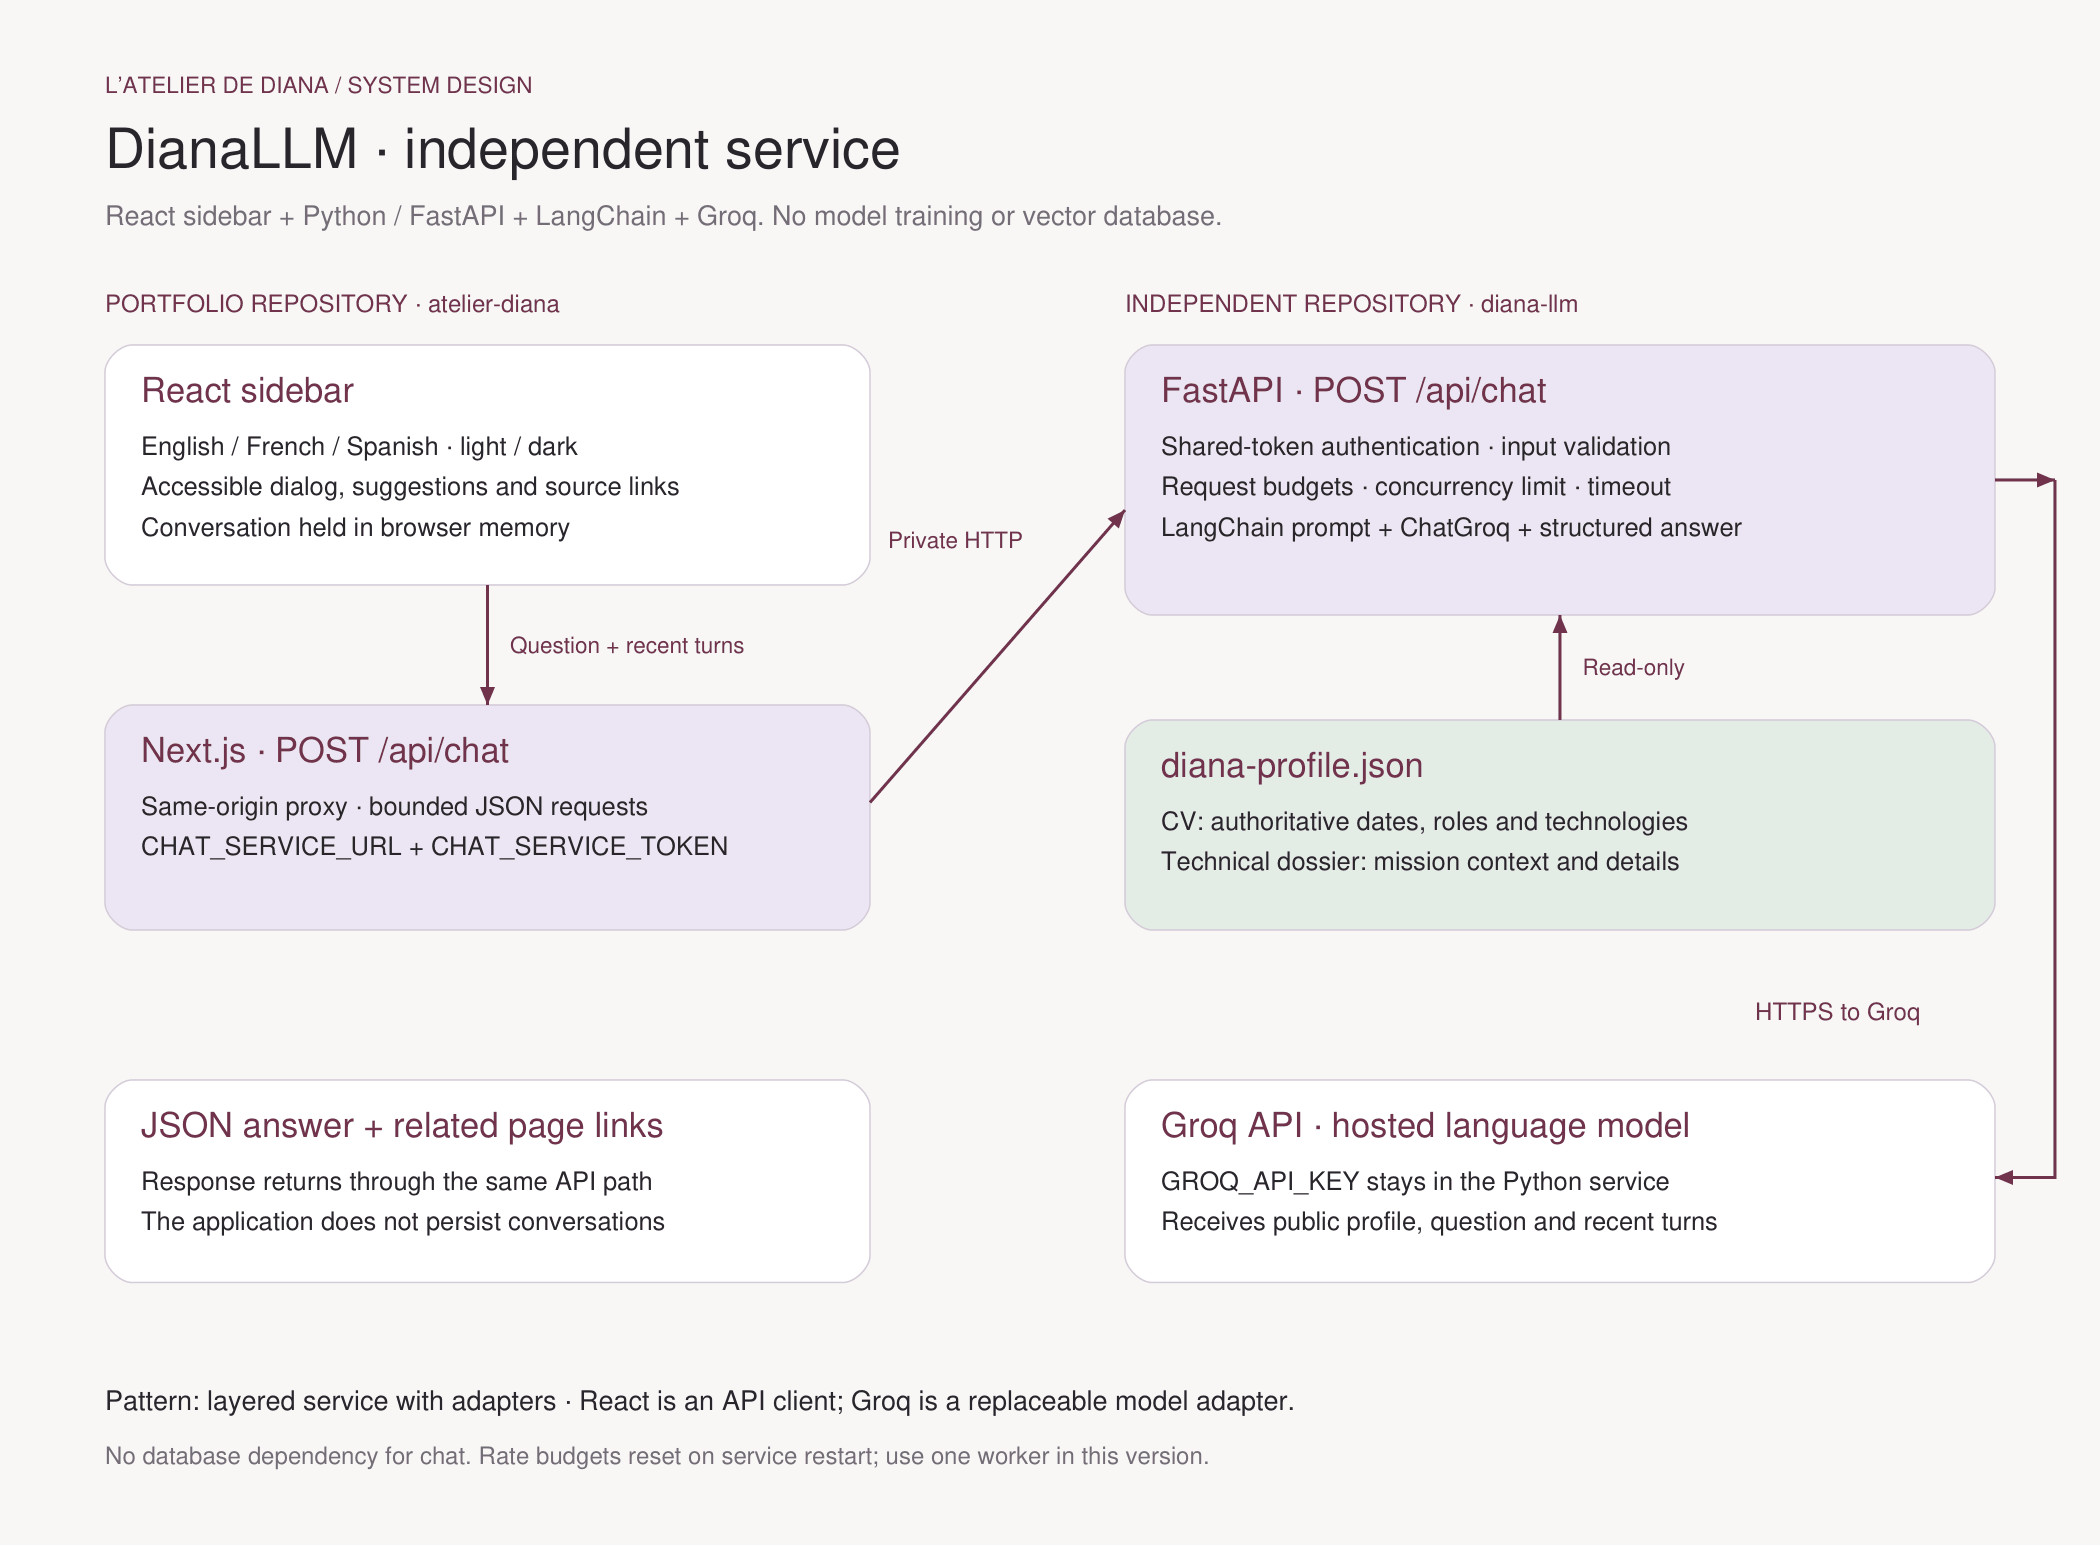 L’ATELIER DE DIANA / SYSTEM DESIGN
DianaLLM · independent service
React sidebar + Python / FastAPI + LangChain + Groq. No model training or vector database.
PORTFOLIO REPOSITORY · atelier-diana
React sidebar
English / French / Spanish · light / dark
Accessible dialog, suggestions and source links
Conversation held in browser memory
Question + recent turns
Next.js · POST /api/chat
Same-origin proxy · bounded JSON requests
CHAT_SERVICE_URL + CHAT_SERVICE_TOKEN
Private HTTP
INDEPENDENT REPOSITORY · diana-llm
FastAPI · POST /api/chat
Shared-token authentication · input validation
Request budgets · concurrency limit · timeout
LangChain prompt + ChatGroq + structured answer
Read-only
diana-profile.json
CV: authoritative dates, roles and technologies
Technical dossier: mission context and details
HTTPS to Groq
JSON answer + related page links
Response returns through the same API path
The application does not persist conversations
Groq API · hosted language model
GROQ_API_KEY stays in the Python service
Receives public profile, question and recent turns
Pattern: layered service with adapters · React is an API client; Groq is a replaceable model adapter.
No database dependency for chat. Rate budgets reset on service restart; use one worker in this version.